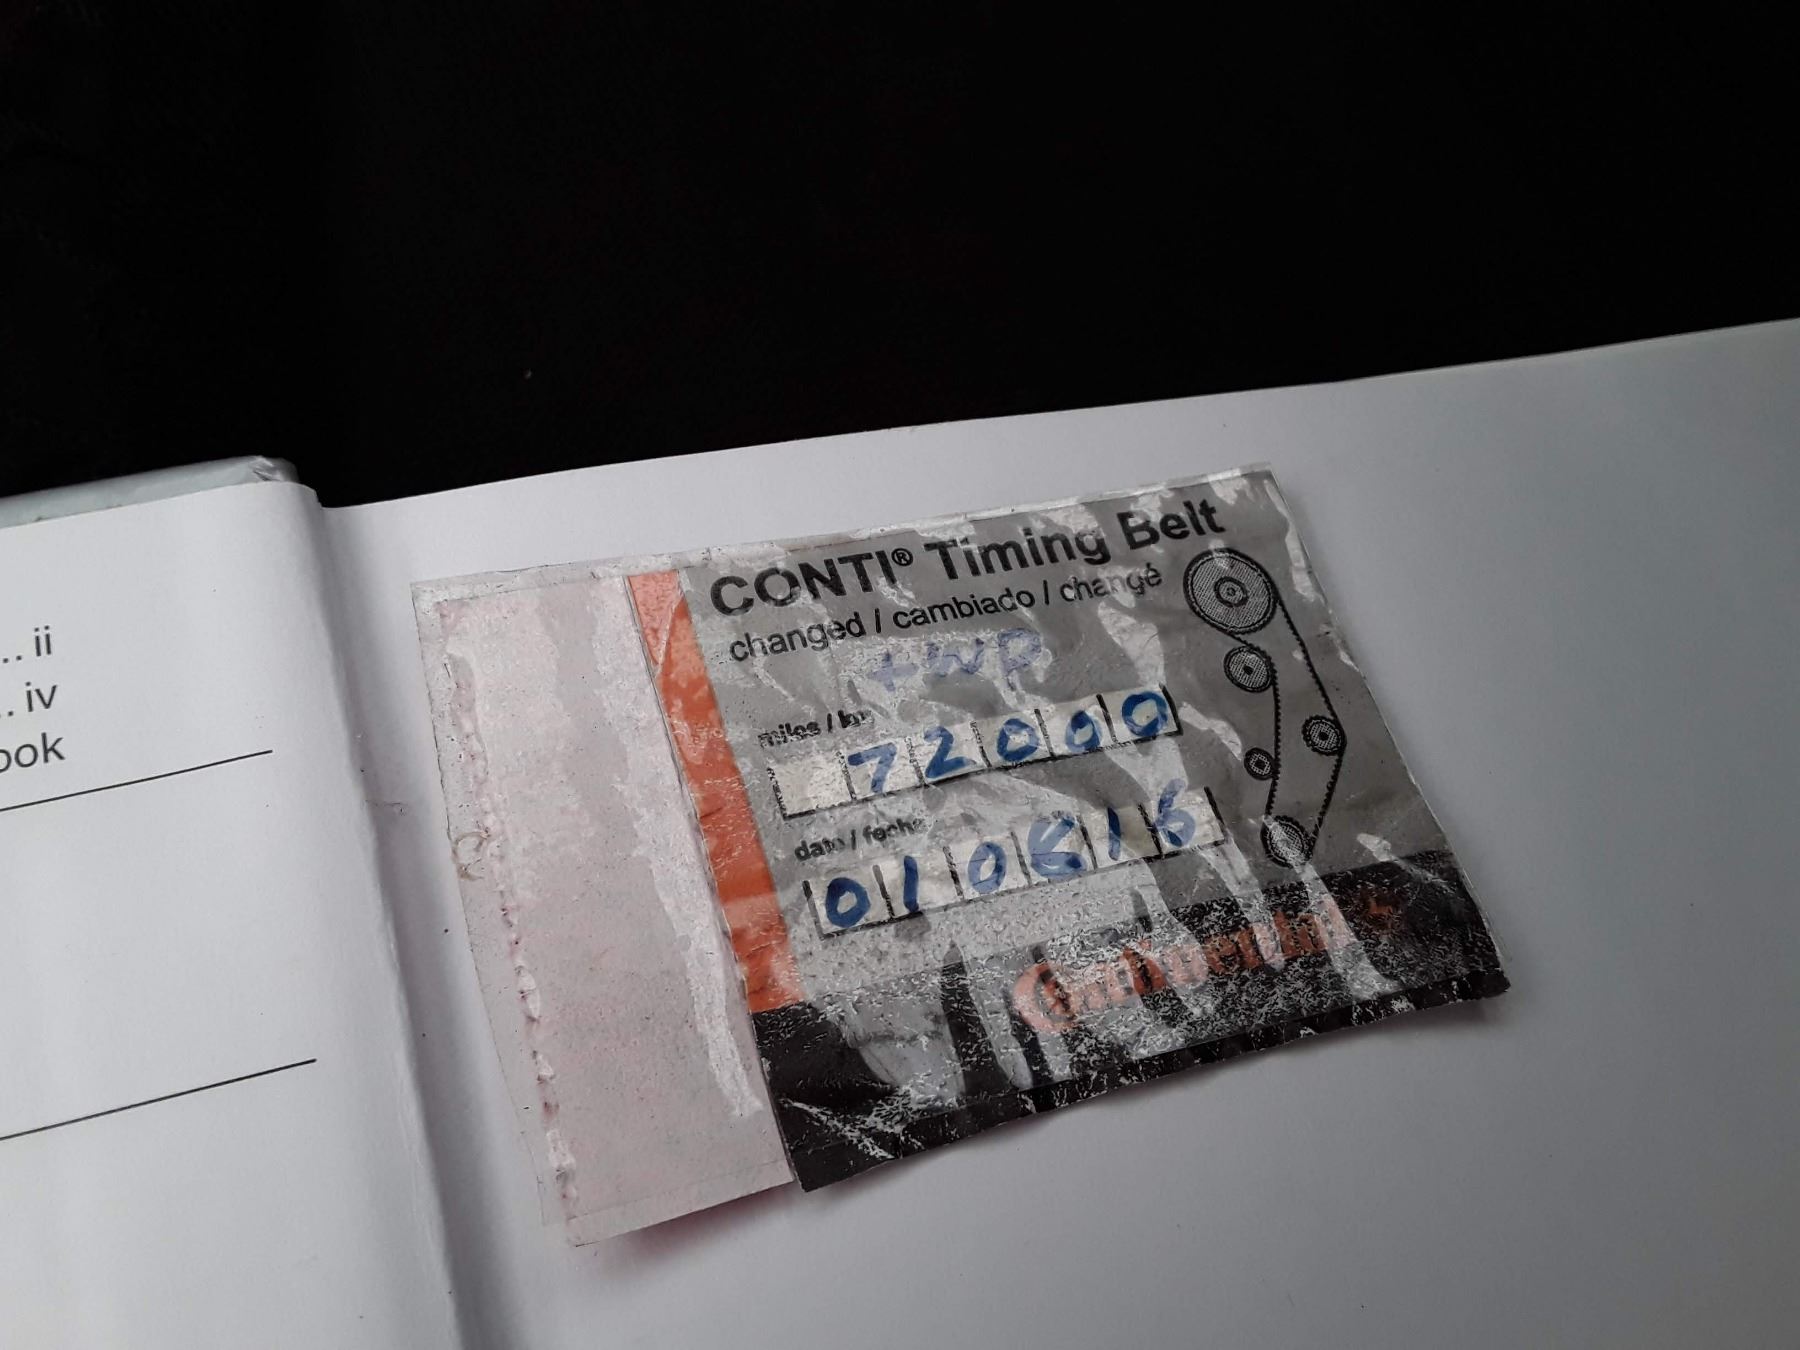 .. ii
.. iv
ook
CONTI® Timing Belt
changed / cambiado / changé
+WP
miles / km
72000
date / fecha
010616
Continental